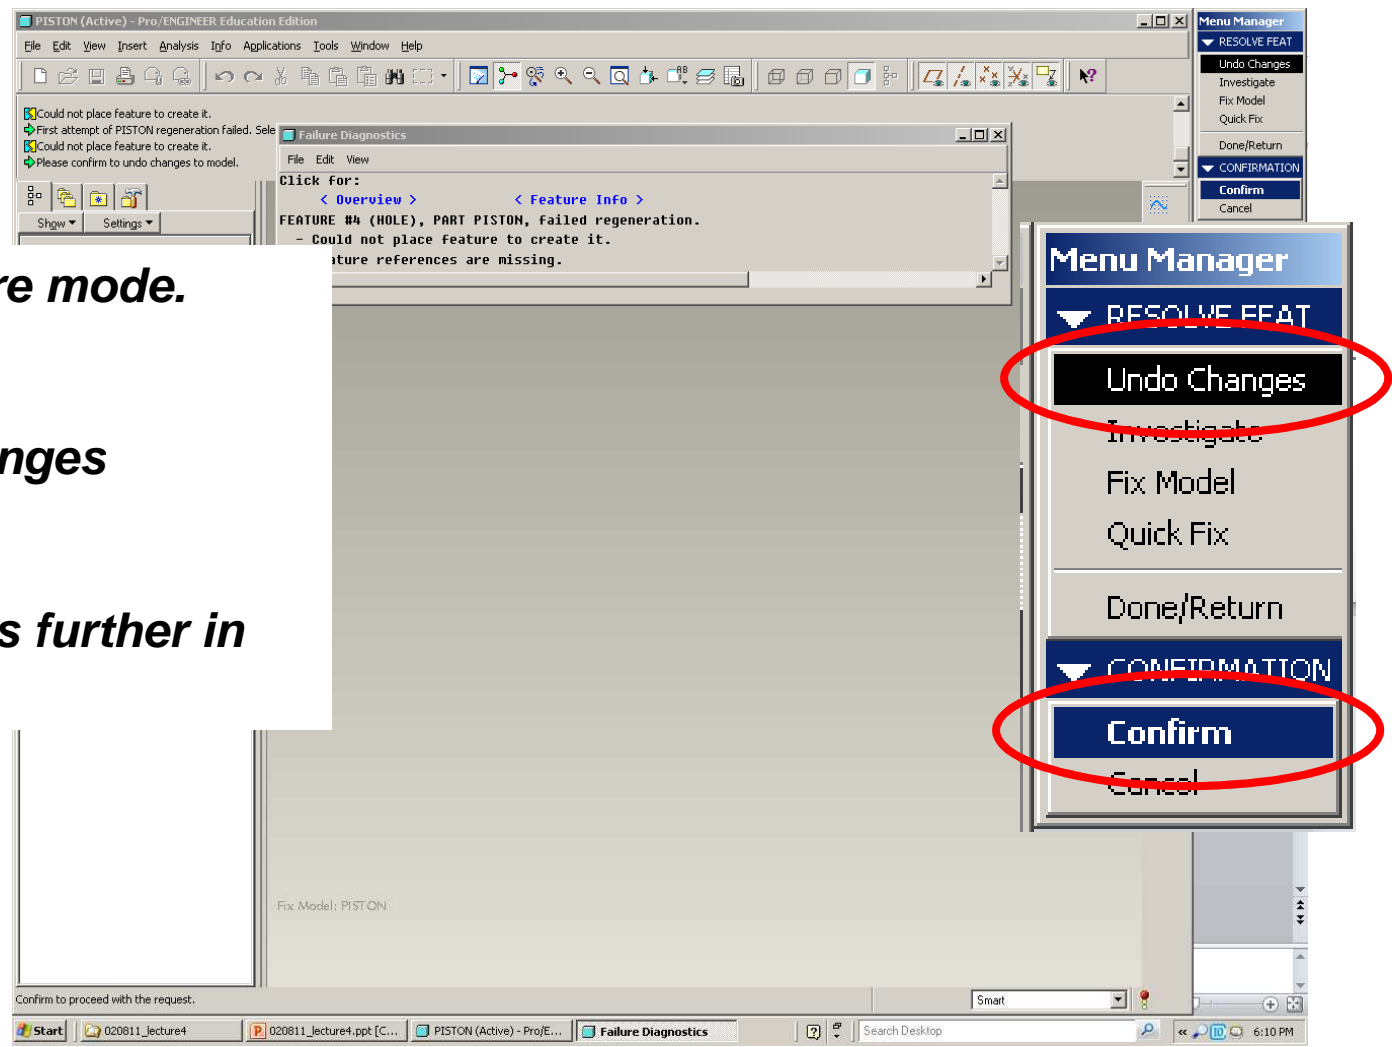 PISTON (Active) - Pro/ENGINEER Education Edition
File Edit View Insert Analysis Info Applications Tools Window Help
Could not place feature to create it.
First attempt of PISTON regeneration failed. Sele
Could not place feature to create it.
Please confirm to undo changes to model.
Show Settings
Failure Diagnostics
File Edit View
Click for:
< Overview > < Feature Info >
FEATURE #4 (HOLE), PART PISTON, failed regeneration.
- Could not place feature to create it.
ature references are missing.
Menu Manager
RESOLVE FEAT
Undo Changes
Investigate
Fix Model
Quick Fix
Done/Return
CONFIRMATION
Confirm
Cancel
re mode.
nges
s further in
Menu Manager
RESOLVE FEAT
Undo Changes
Investigate
Fix Model
Quick Fix
Done/Return
CONFIRMATION
Confirm
Cancel
Fix Model: PISTON
Confirm to proceed with the request.
Smart
Start 020811_lecture4 020811_lecture4.ppt [C... PISTON (Active) - Pro/E... Failure Diagnostics Search Desktop 6:10 PM